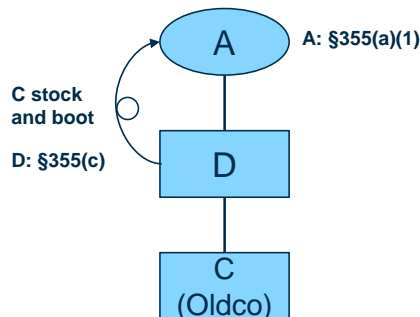 A
A: §355(a)(1)
C stock
and boot
D: §355(c)
D
C
(Oldco)